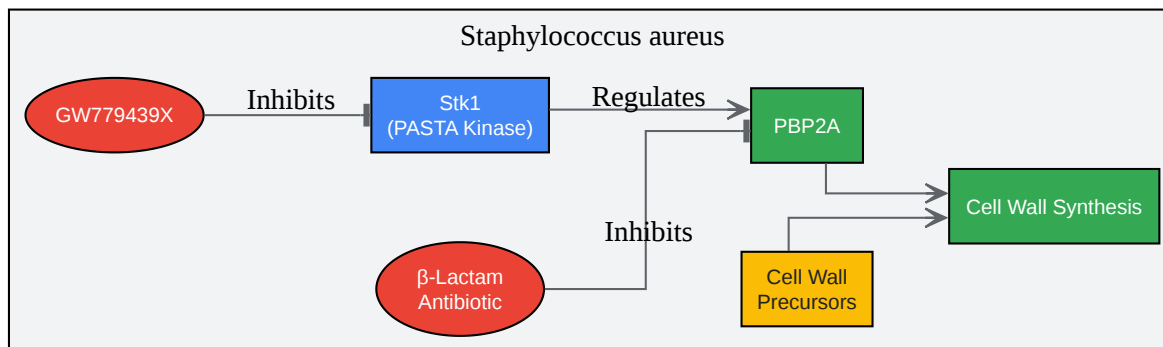 Staphylococcus aureus
GW779439X
Inhibits
Stk1
(PASTA Kinase)
Regulates
PBP2A
Cell Wall Synthesis
Inhibits
β-Lactam
Antibiotic
Cell Wall
Precursors